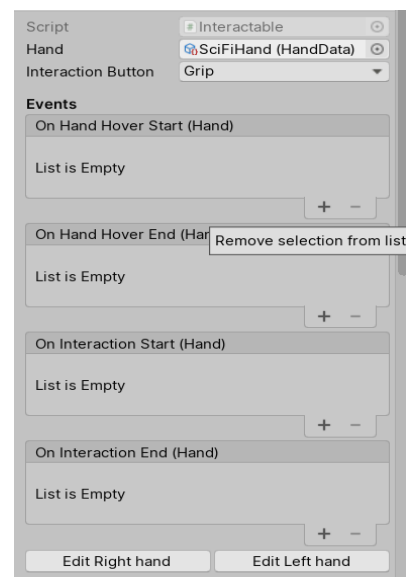 Script # Interactable
Hand SciFiHand (HandData)
Interaction Button Grip
Events
On Hand Hover Start (Hand)
List is Empty
+ −
On Hand Hover End (Har
Remove selection from list
List is Empty
+ −
On Interaction Start (Hand)
List is Empty
+ −
On Interaction End (Hand)
List is Empty
+ −
Edit Right hand Edit Left hand